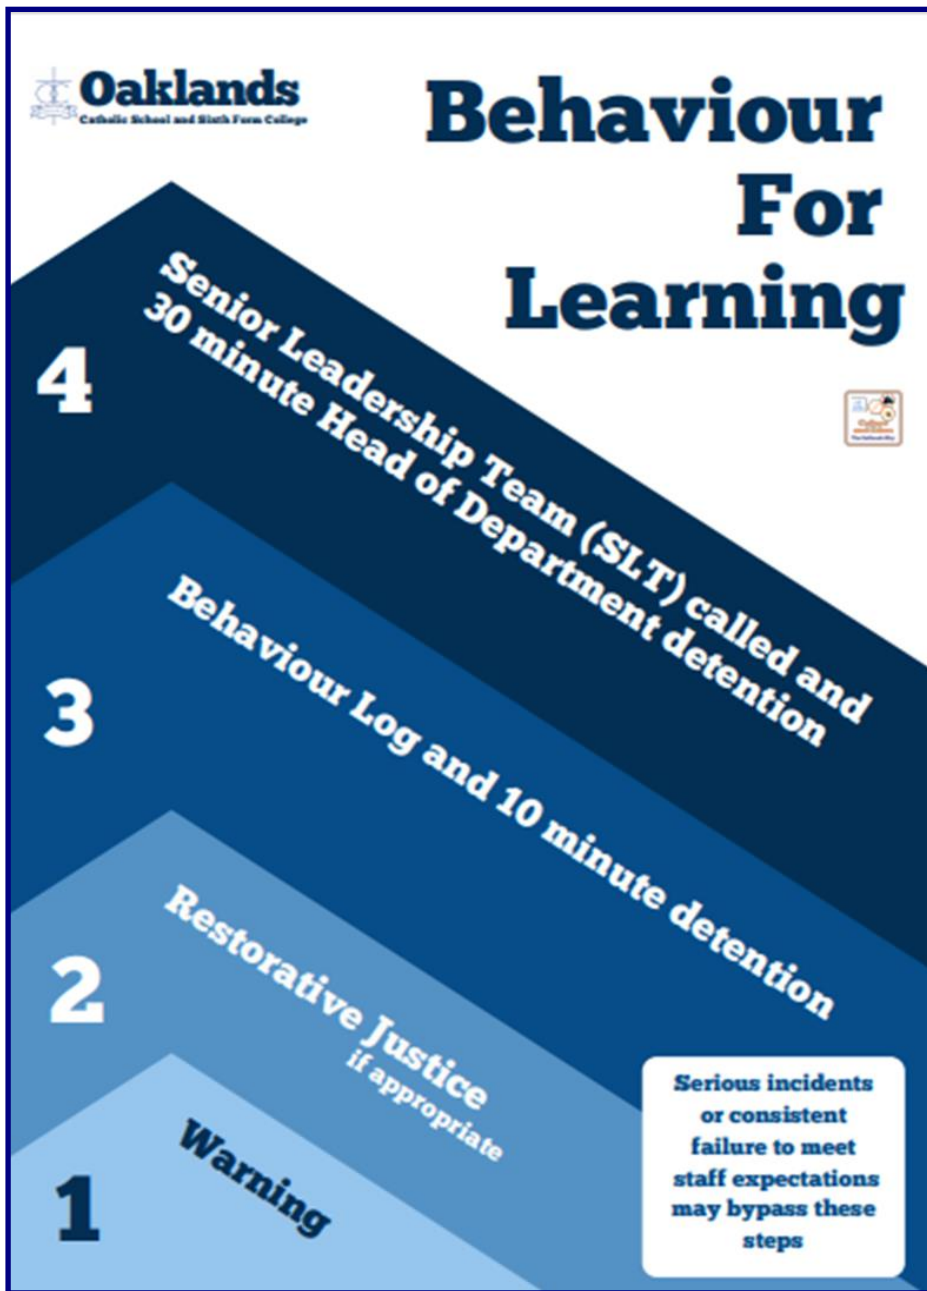 Oaklands
Catholic School and Sixth Form College
Behaviour
For
Learning
4
Senior Leadership Team (SLT) called and
30 minute Head of Department detention
3
Behaviour Log and 10 minute detention
2
Restorative Justice
if appropriate
1
Warning
Serious incidents
or consistent
failure to meet
staff expectations
may bypass these
steps